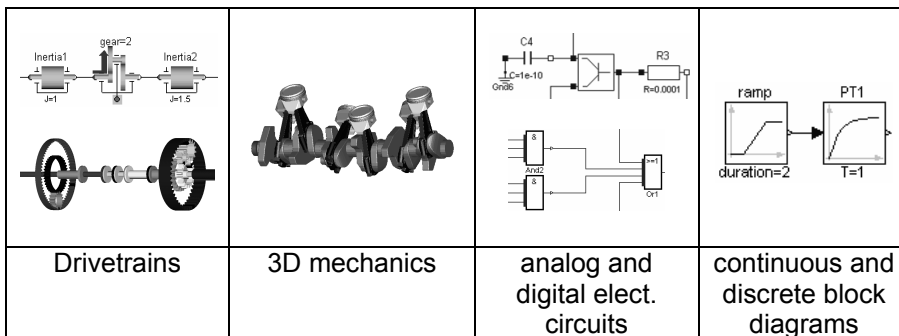 gear=2
Inertia1
Inertia2
J=1
J=1.5
C4
C=1e-10
Gnd6
R3
R=0.0001
&
And2
&
>=1
Or1
ramp
PT1
duration=2
T=1
Drivetrains
3D mechanics
analog and
digital elect.
circuits
continuous and
discrete block
diagrams